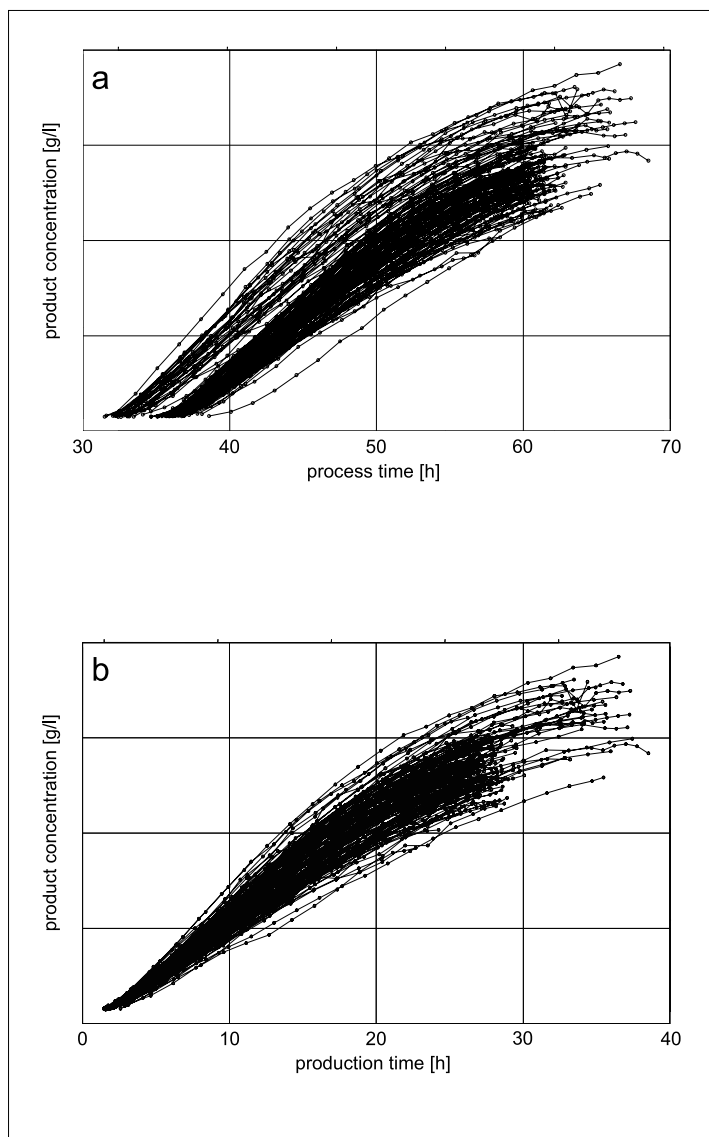 a
product concentration [g/l]
30 40 50 60 70
process time [h]
b
product concentration [g/l]
0 10 20 30 40
production time [h]